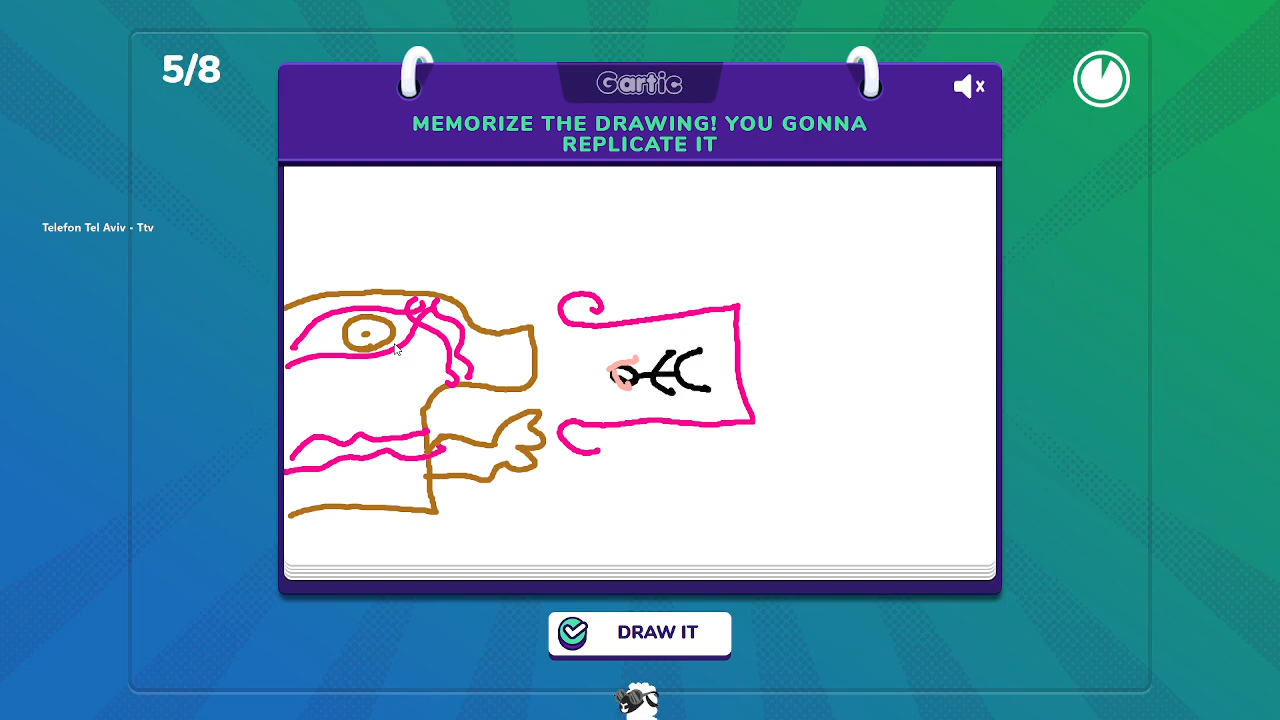 5/8
Gartic
MEMORIZE THE DRAWING! YOU GONNA
REPLICATE IT
Telefon Tel Aviv - Ttv
DRAW IT